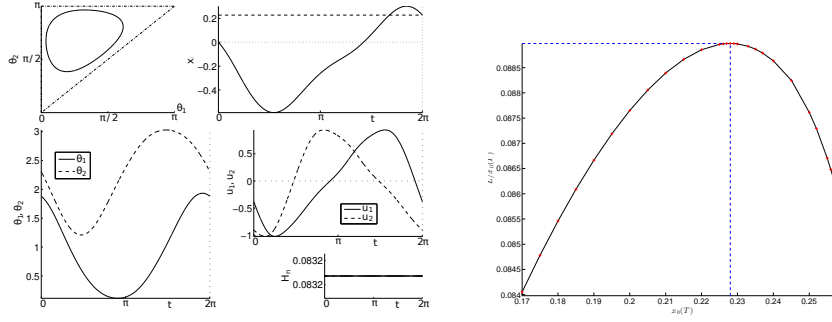 π
θ₂
π/2
0
π/2
π
θ₁
0.2
0
−0.2
−0.4
xᵢ
0
π
t
2π
3
2.5
2
1.5
1
0.5
θ₁, θ₂
θ₁
θ₂
0
π
t
2π
0.5
0
−0.5
−1
u₁, u₂
u₁
u₂
0
π
t
2π
0.0832
0.0832
Hₙ
0
π
t
2π
0.0885
0.088
0.0875
0.087
0.0865
0.086
0.0855
0.085
0.0845
0.084
0.17
0.18
0.19
0.2
0.21
0.22
0.23
0.24
0.25
x₀(T)